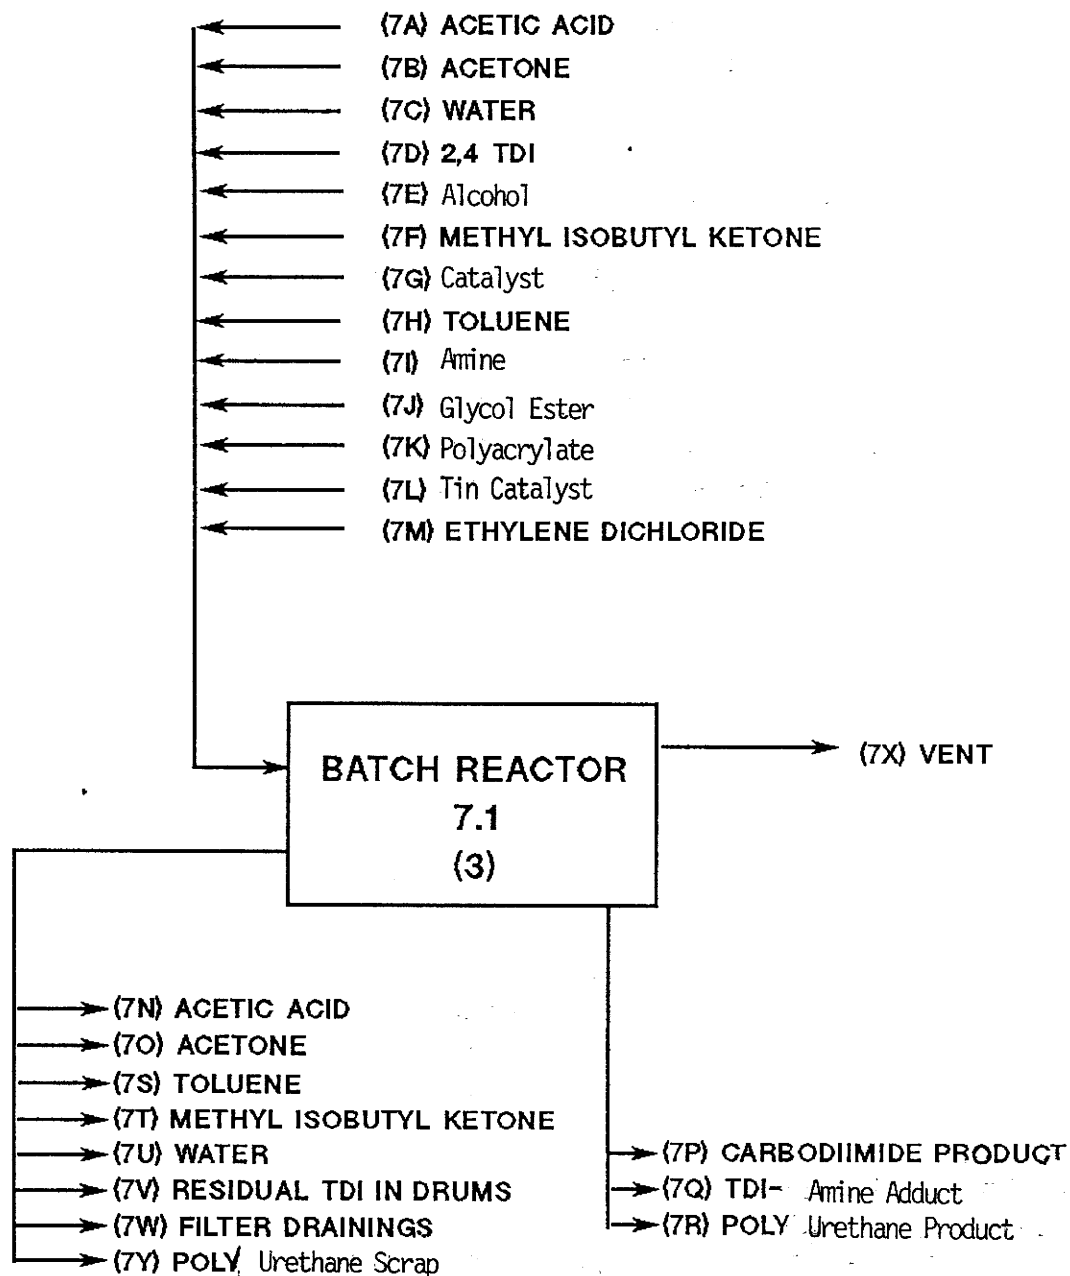 (7A) ACETIC ACID
(7B) ACETONE
(7C) WATER
(7D) 2,4 TDI
(7E) Alcohol
(7F) METHYL ISOBUTYL KETONE
(7G) Catalyst
(7H) TOLUENE
(7I) Amine
(7J) Glycol Ester
(7K) Polyacrylate
(7L) Tin Catalyst
(7M) ETHYLENE DICHLORIDE
BATCH REACTOR
7.1
(3)
(7X) VENT
(7N) ACETIC ACID
(7O) ACETONE
(7S) TOLUENE
(7T) METHYL ISOBUTYL KETONE
(7U) WATER
(7V) RESIDUAL TDI IN DRUMS
(7W) FILTER DRAININGS
(7Y) POLY Urethane Scrap
(7P) CARBODIIMIDE PRODUCT
(7Q) TDI- Amine Adduct
(7R) POLY Urethane Product